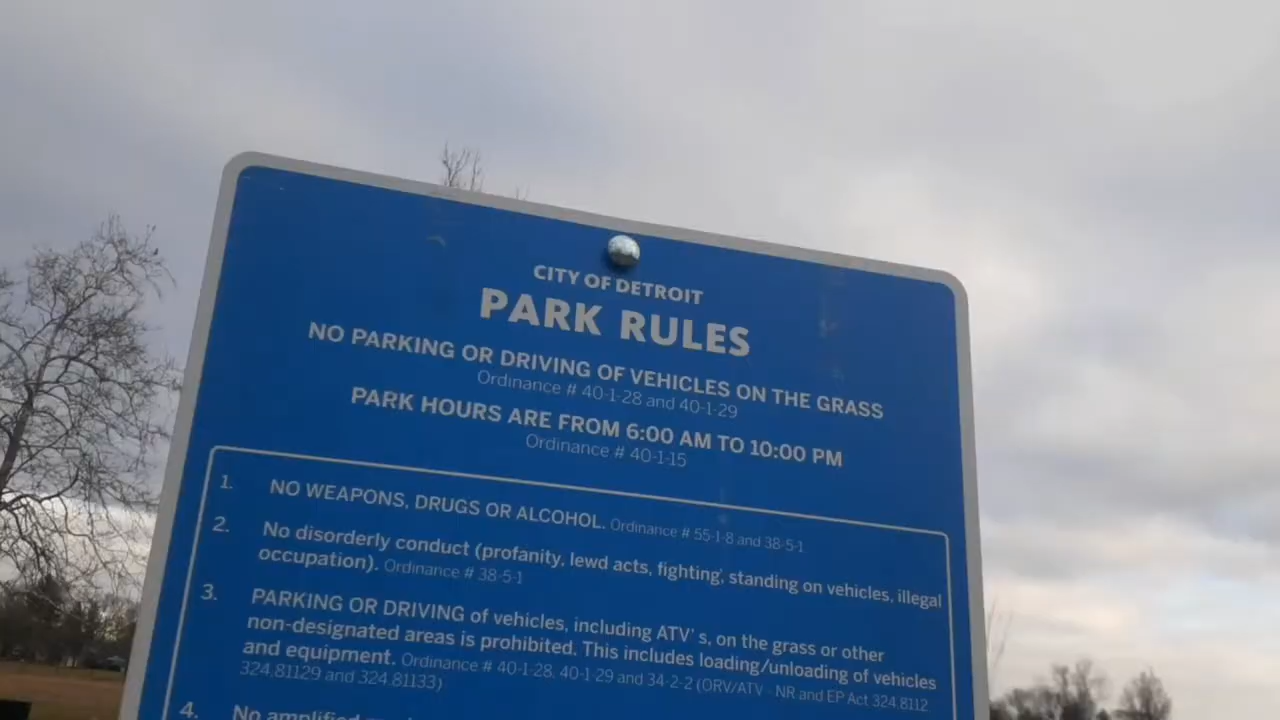 CITY OF DETROIT
PARK RULES
NO PARKING OR DRIVING OF VEHICLES ON THE GRASS
Ordinance # 40-1-28 and 40-1-29
PARK HOURS ARE FROM 6:00 AM TO 10:00 PM
Ordinance # 40-1-15
1. NO WEAPONS, DRUGS OR ALCOHOL. Ordinance # 55-1-8 and 38-5-1
2. No disorderly conduct (profanity, lewd acts, fighting, standing on vehicles, illegal
occupation). Ordinance # 38-5-1
3. PARKING OR DRIVING of vehicles, including ATV's, on the grass or other
non-designated areas is prohibited. This includes loading/unloading of vehicles
and equipment. Ordinance # 40-1-28, 40-1-29 and 34-2-2 (ORV/ATV - NR and EP Act 324.8112
324.81129 and 324.81133)
4. No amplified